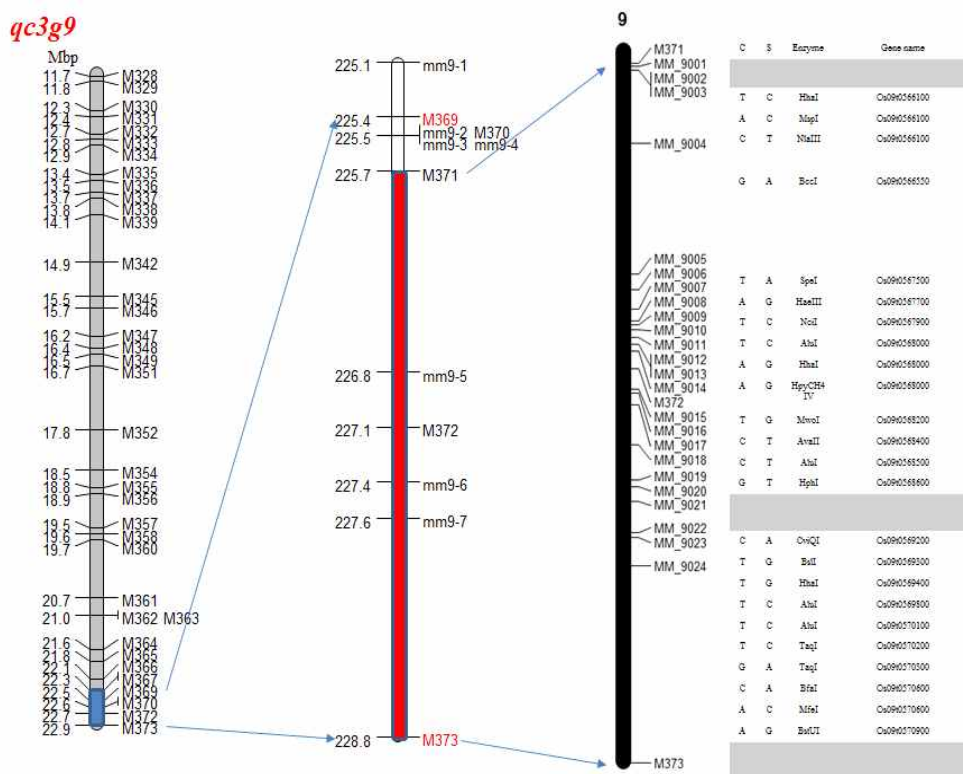 qc3g9
Mbp
11.7 M328
11.8 M329
12.3 M330
12.4 M331
12.7 M332
12.8 M333
12.9 M334
13.4 M335
13.5 M336
13.7 M337
13.8 M338
14.1 M339
14.9 M342
15.5 M345
15.7 M346
16.2 M347
16.4 M348
16.5 M349
16.7 M351
17.8 M352
18.5 M354
18.8 M355
18.9 M356
19.5 M357
19.6 M358
19.7 M360
20.7 M361
21.0 M362 M363
21.6 M364
21.8 M365
22.1 M366
22.3 M367
22.5 M369
22.6 M370
22.7 M372
22.9 M373
225.1 mm9-1
225.4 M369
225.5 mm9-2 M370
mm9-3 mm9-4
225.7 M371
226.8 mm9-5
227.1 M372
227.4 mm9-6
227.6 mm9-7
228.8 M373
9
M371
MM_9001
MM_9002
MM_9003
MM_9004
MM_9005
MM_9006
MM_9007
MM_9008
MM_9009
MM_9010
MM_9011
MM_9012
MM_9013
MM_9014
M372
MM_9015
MM_9016
MM_9017
MM_9018
MM_9019
MM_9020
MM_9021
MM_9022
MM_9023
MM_9024
M373
C S Enzyme Gene name
T C HhaI Os09t0566100
A C MspI Os09t0566100
C T NlaIII Os09t0566100
G A BccI Os09t0566550
T A SpeI Os09t0567500
A G HaeIII Os09t0567700
T C NciI Os09t0567900
T C AluI Os09t0568000
A G HhaI Os09t0568000
A G HpyCH4 Os09t0568000
IV
T G MwoI Os09t0568200
C T AvaII Os09t0568400
C T AluI Os09t0568500
G T HphI Os09t0568600
C A CviQI Os09t0569200
T G BslI Os09t0569300
T G HhaI Os09t0569400
T C AluI Os09t0569800
T C AluI Os09t0570100
T C TaqI Os09t0570200
G A TaqI Os09t0570300
C A BfaI Os09t0570600
A C MfeI Os09t0570600
A G BstUI Os09t0570900